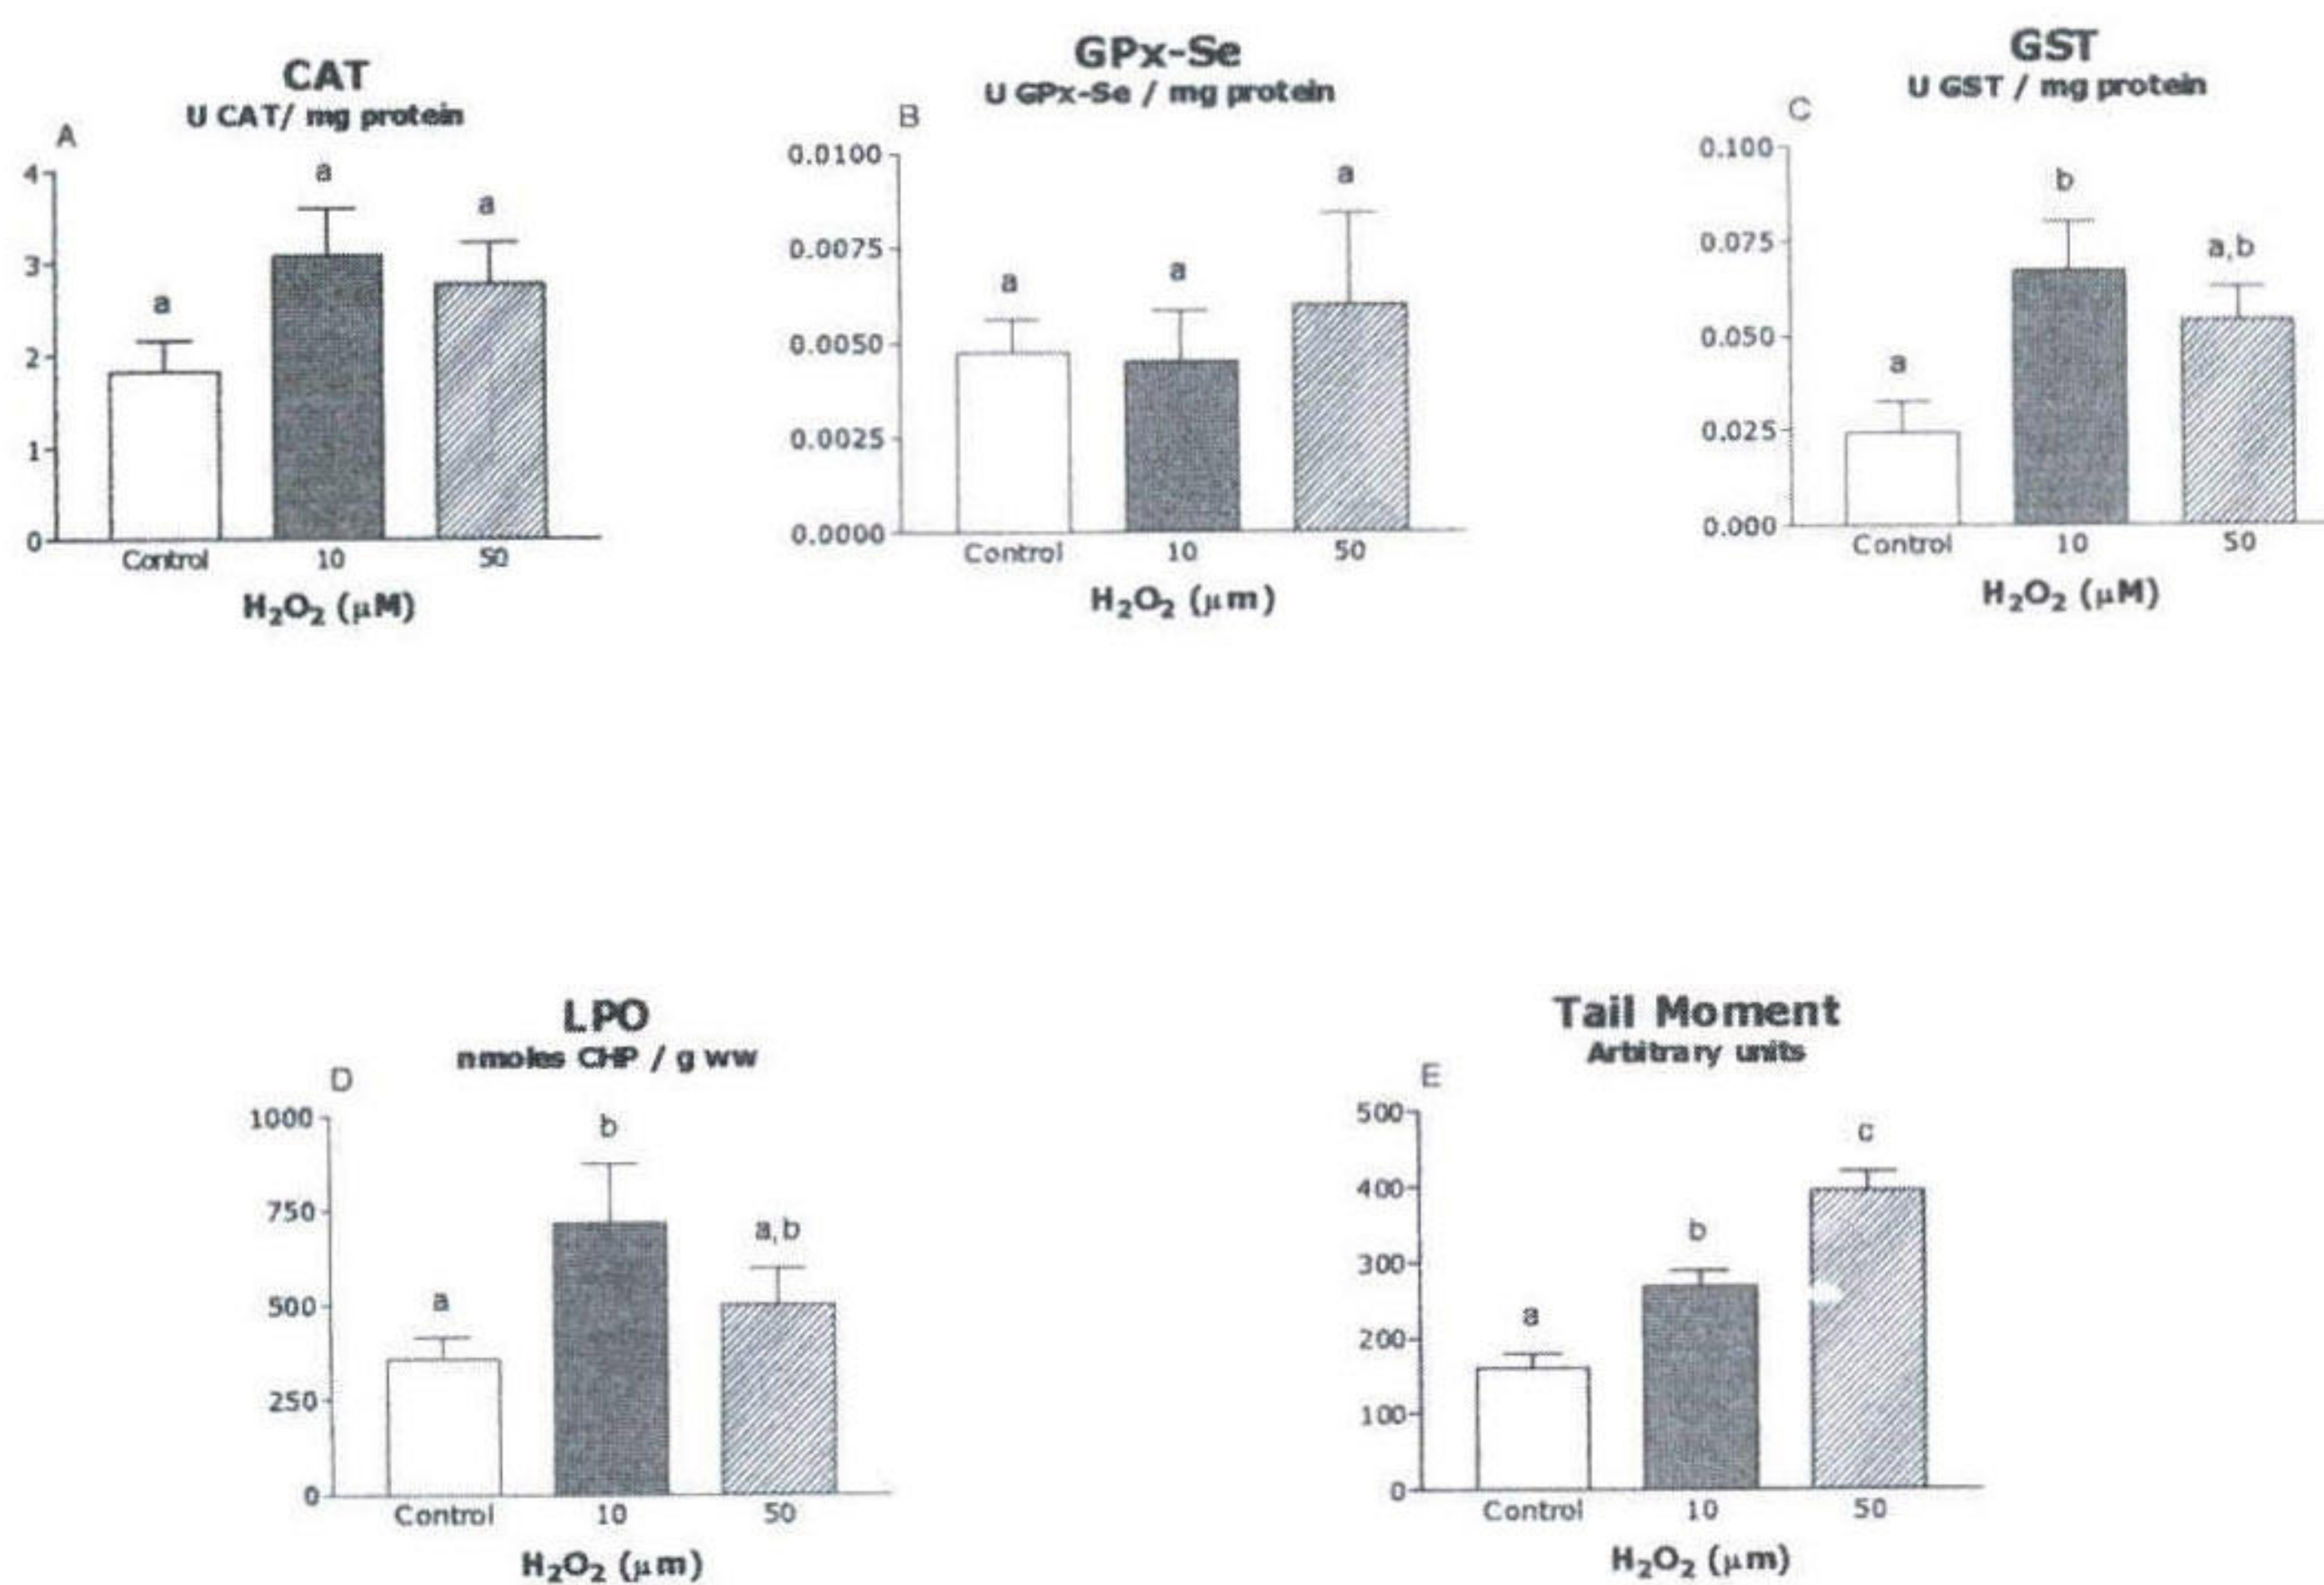 CAT
U CAT/ mg protein
A
4
3
2
1
0
a
a
a
Control
10
50
H₂O₂ (μM)
GPx-Se
U GPx-Se / mg protein
B
0.0100
0.0075
0.0050
0.0025
0.0000
a
a
a
Control
10
50
H₂O₂ (μm)
GST
U GST / mg protein
C
0.100
0.075
0.050
0.025
0.000
a
b
a,b
Control
10
50
H₂O₂ (μM)
LPO
nmoles CHP / g ww
D
1000
750
500
250
0
a
b
a,b
Control
10
50
H₂O₂ (μm)
Tail Moment
Arbitrary units
E
500
400
300
200
100
0
a
b
c
Control
10
50
H₂O₂ (μm)